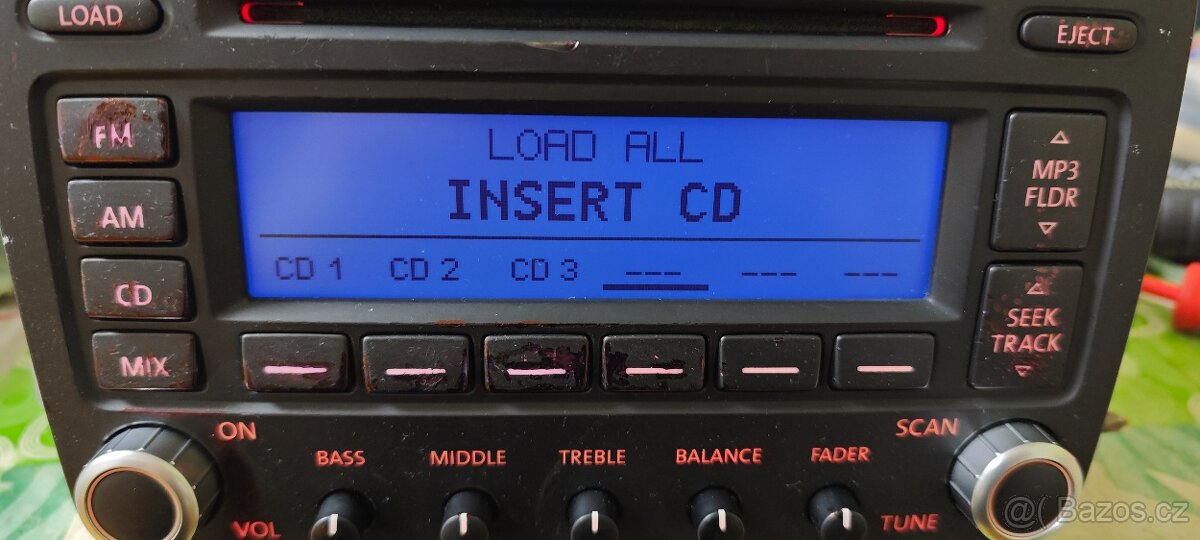 LOAD
EJECT
FM
AM
CD
MIX
LOAD ALL
INSERT CD
CD 1 CD 2 CD 3 --- --- ---
MP3
FLDR
SEEK
TRACK
ON
VOL
BASS MIDDLE TREBLE BALANCE FADER
SCAN
TUNE
@ Bazos.cz